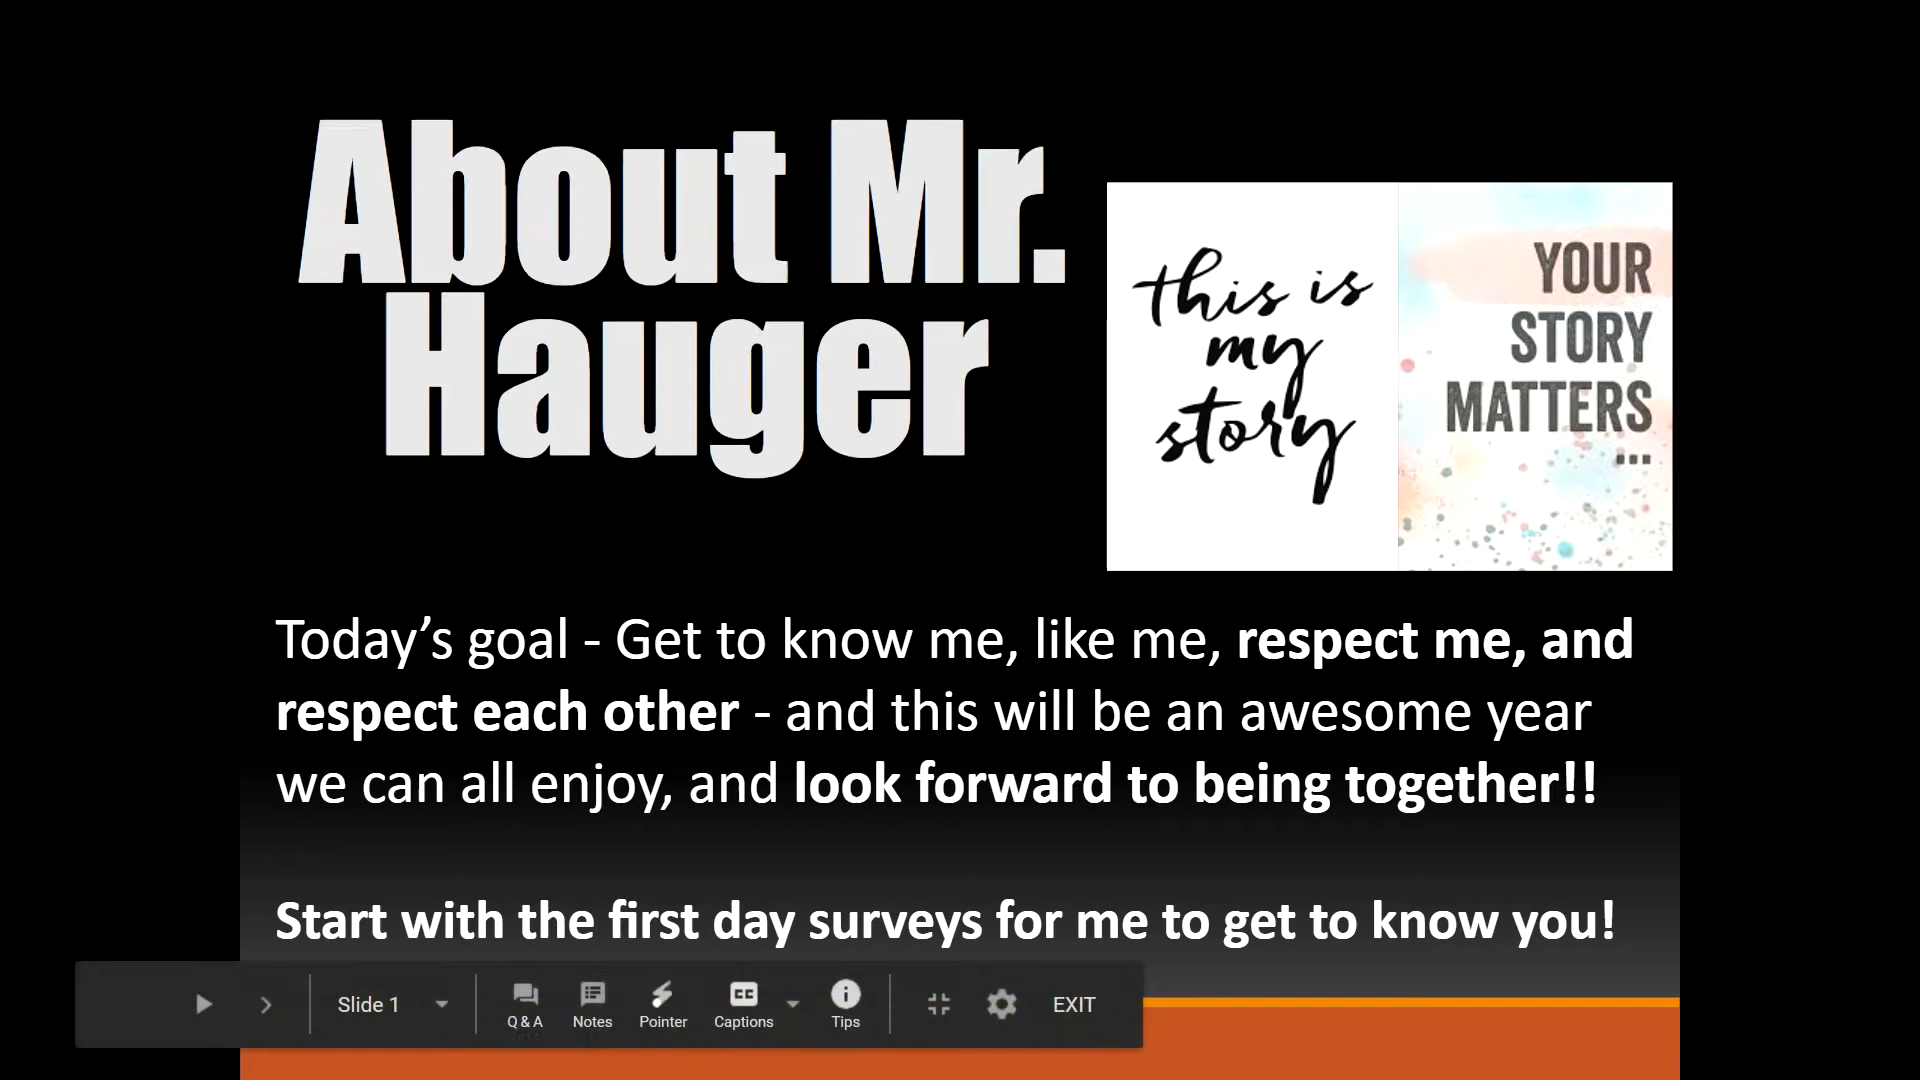 About Mr.
Hauger
this is
my
story
YOUR
STORY
MATTERS
...
Today’s goal - Get to know me, like me, respect me, and
respect each other - and this will be an awesome year
we can all enjoy, and look forward to being together!!
Start with the first day surveys for me to get to know you!
Slide 1
Q & A
Notes
Pointer
CC
Captions
Tips
EXIT